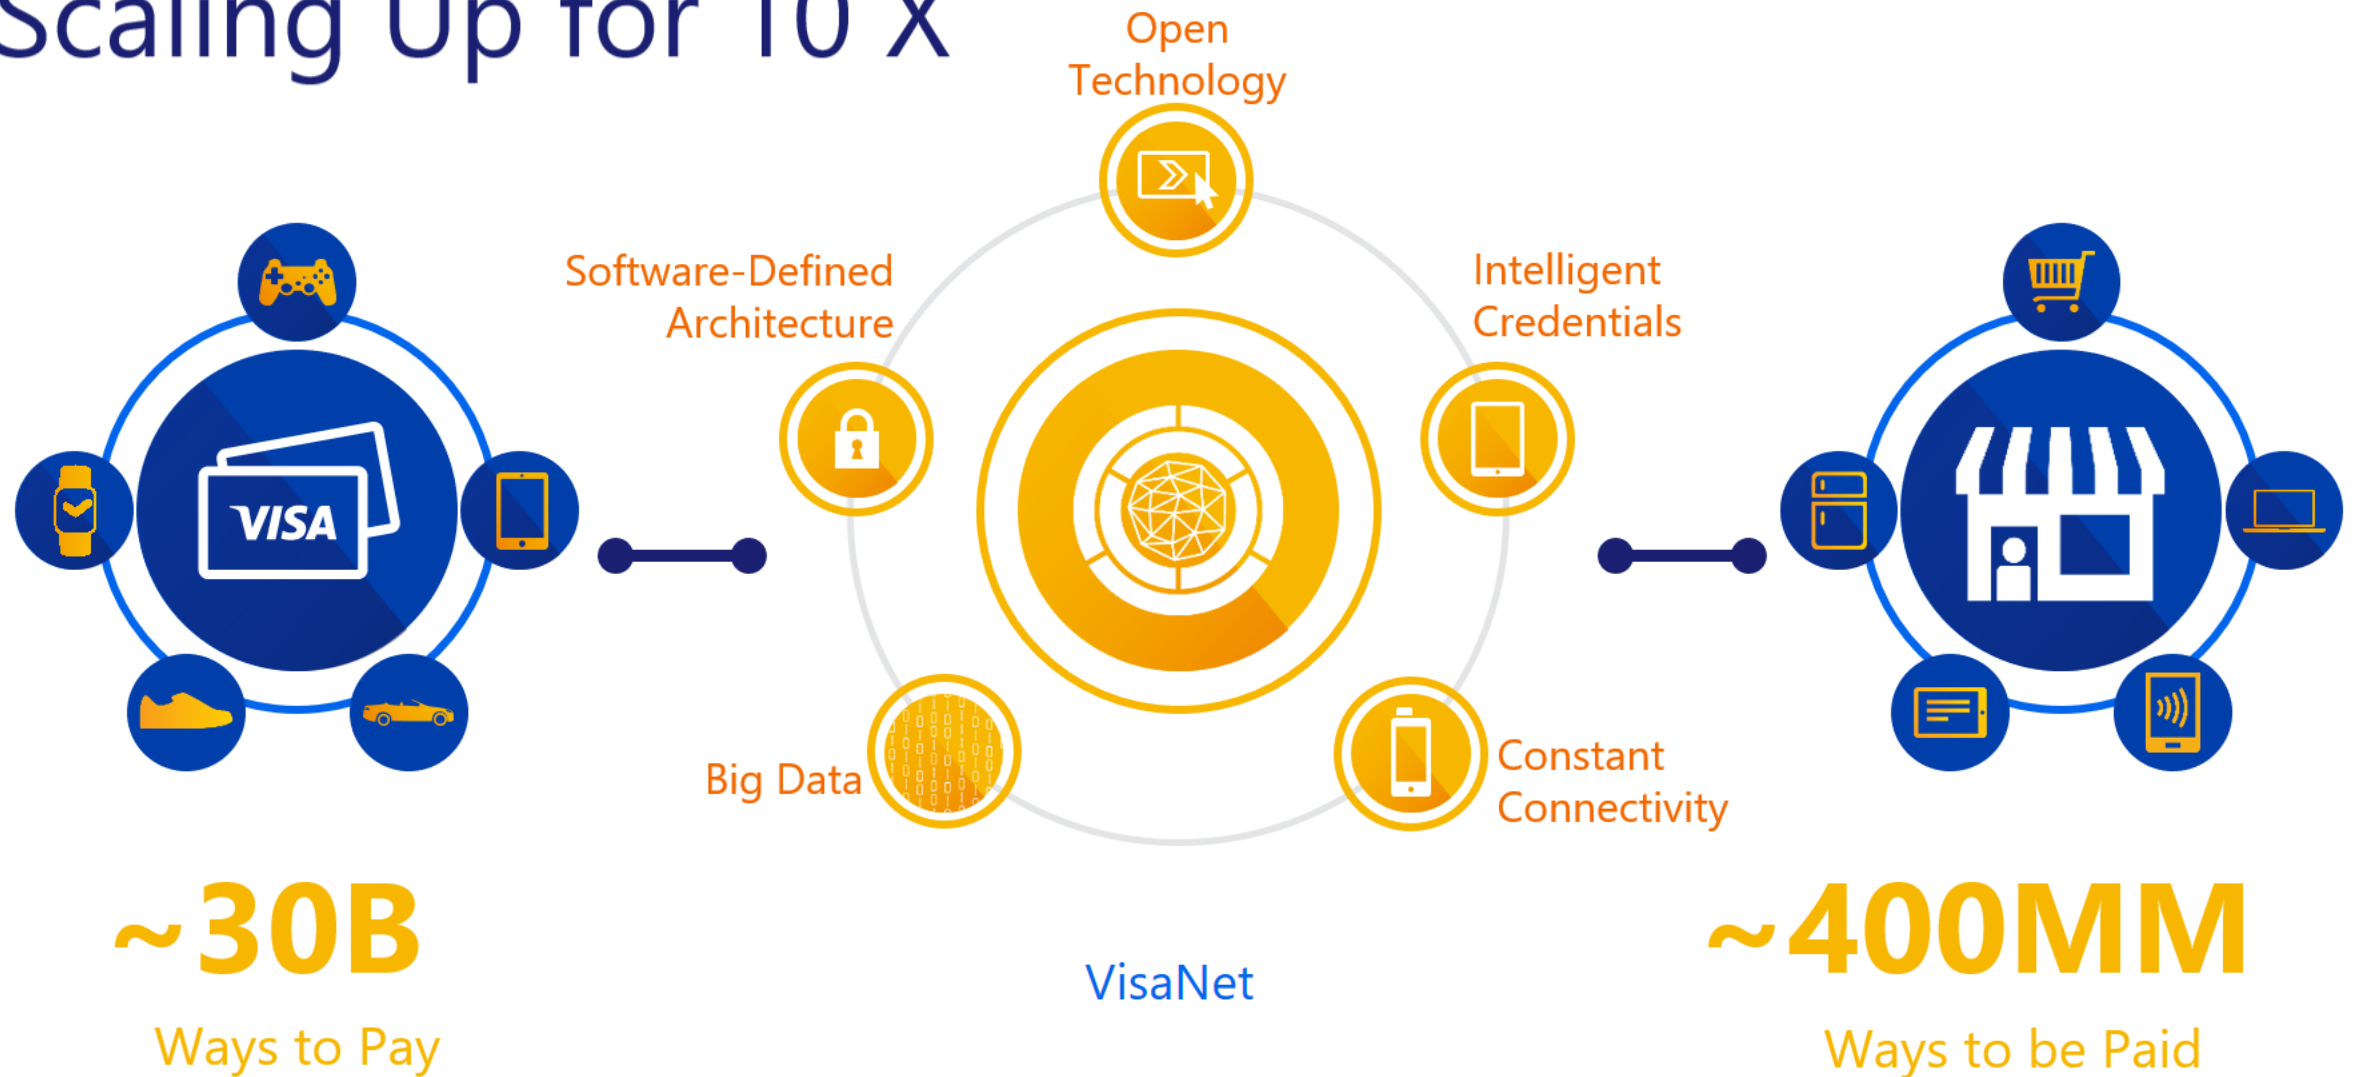 Scaling Up for 10 X
Open
Technology
Software-Defined
Architecture
Intelligent
Credentials
VISA
Big Data
Constant
Connectivity
~30B
Ways to Pay
VisaNet
~400MM
Ways to be Paid